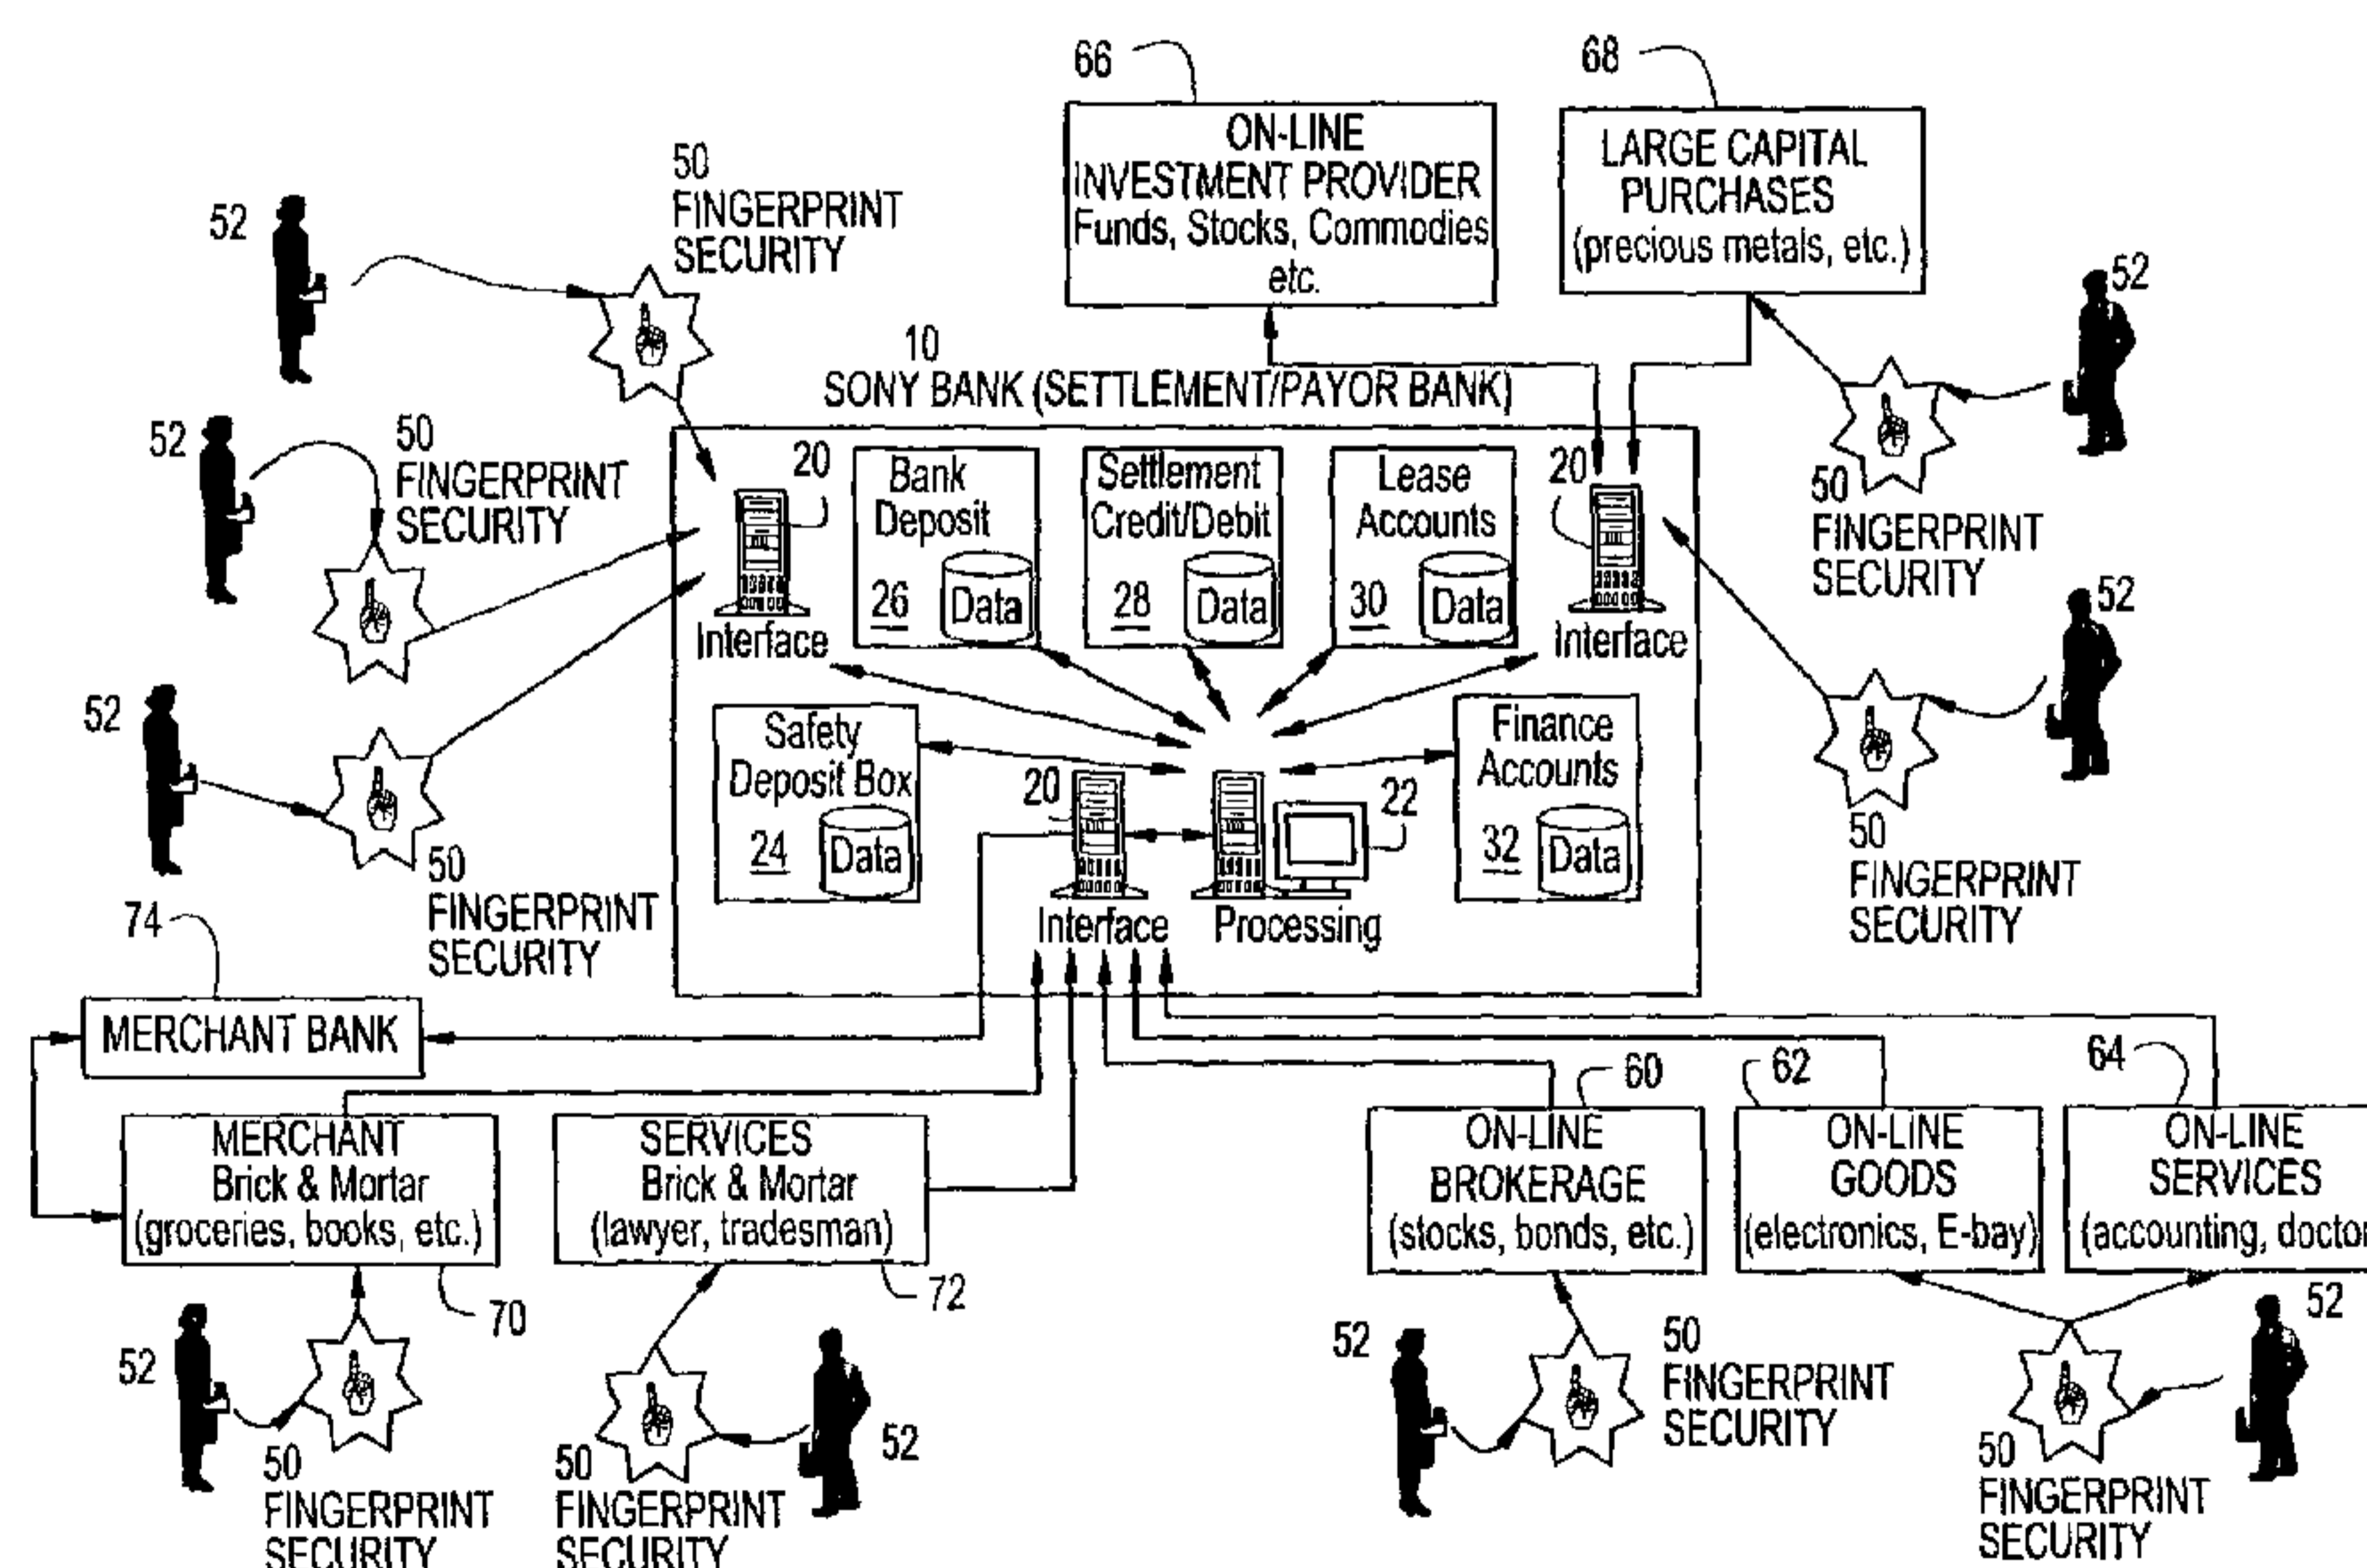 66
68
ON-LINE
INVESTMENT PROVIDER
Funds, Stocks, Commodies
etc.
LARGE CAPITAL
PURCHASES
(precious metals, etc.)
50
FINGERPRINT
SECURITY
52
52
10
SONY BANK (SETTLEMENT/PAYOR BANK)
52
50
FINGERPRINT
SECURITY
50
FINGERPRINT
SECURITY
20
Interface
Bank
Deposit
26
Data
Settlement
Credit/Debit
28
Data
Lease
Accounts
30
Data
20
Interface
52
52
50
FINGERPRINT
SECURITY
50
FINGERPRINT
SECURITY
Safety
Deposit Box
24
Data
20
Interface
22
Processing
Finance
Accounts
32
Data
74
MERCHANT BANK
60
62
64
MERCHANT
Brick & Mortar
(groceries, books, etc.)
SERVICES
Brick & Mortar
(lawyer, tradesman)
ON-LINE
BROKERAGE
(stocks, bonds, etc.)
ON-LINE
GOODS
(electronics, E-bay)
ON-LINE
SERVICES
(accounting, doctor
70
72
52
50
FINGERPRINT
SECURITY
52
50
FINGERPRINT
SECURITY
52
50
FINGERPRINT
SECURITY
52
50
FINGERPRINT
SECURITY